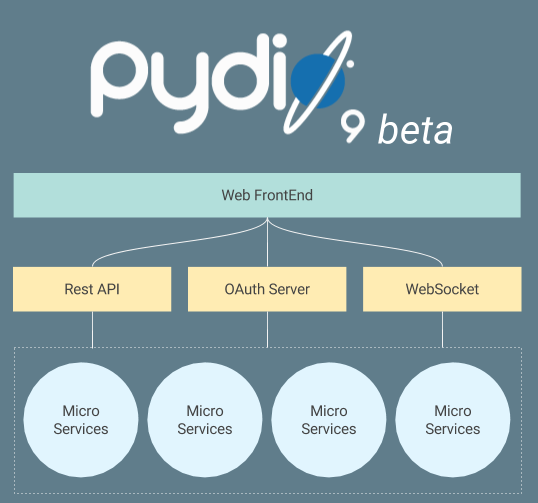 pydio
9 beta
Web FrontEnd
Rest API
OAuth Server
WebSocket
Micro
Services
Micro
Services
Micro
Services
Micro
Services